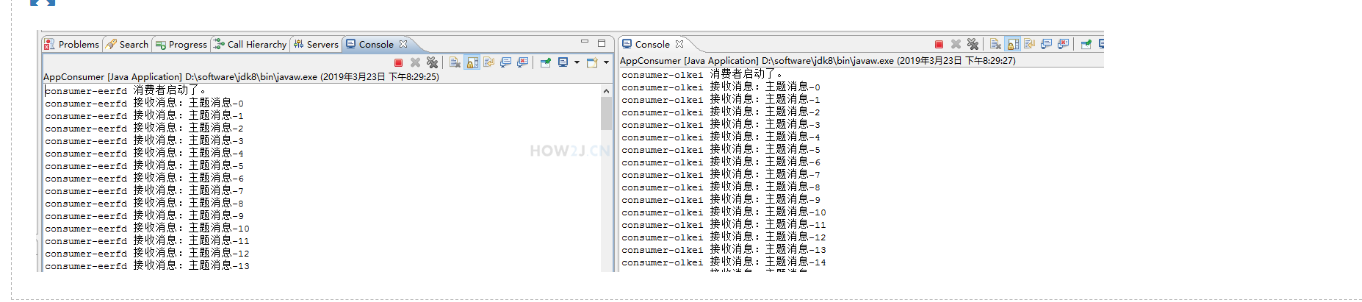 Problems Search Progress Call Hierarchy Servers Console
AppConsumer [Java Application] D:\software\jdk8\bin\javaw.exe (2019年3月23日 下午8:29:25)
consumer-eerfd 消费者启动了。
consumer-eerfd 接收消息：主题消息-0
consumer-eerfd 接收消息：主题消息-1
consumer-eerfd 接收消息：主题消息-2
consumer-eerfd 接收消息：主题消息-3
consumer-eerfd 接收消息：主题消息-4
consumer-eerfd 接收消息：主题消息-5
consumer-eerfd 接收消息：主题消息-6
consumer-eerfd 接收消息：主题消息-7
consumer-eerfd 接收消息：主题消息-8
consumer-eerfd 接收消息：主题消息-9
consumer-eerfd 接收消息：主题消息-10
consumer-eerfd 接收消息：主题消息-11
consumer-eerfd 接收消息：主题消息-12
consumer-eerfd 接收消息：主题消息-13
HOW2J.CN
Console
AppConsumer [Java Application] D:\software\jdk8\bin\javaw.exe (2019年3月23日 下午8:29:27)
consumer-olkei 消费者启动了。
consumer-olkei 接收消息：主题消息-0
consumer-olkei 接收消息：主题消息-1
consumer-olkei 接收消息：主题消息-2
consumer-olkei 接收消息：主题消息-3
consumer-olkei 接收消息：主题消息-4
consumer-olkei 接收消息：主题消息-5
consumer-olkei 接收消息：主题消息-6
consumer-olkei 接收消息：主题消息-7
consumer-olkei 接收消息：主题消息-8
consumer-olkei 接收消息：主题消息-9
consumer-olkei 接收消息：主题消息-10
consumer-olkei 接收消息：主题消息-11
consumer-olkei 接收消息：主题消息-12
consumer-olkei 接收消息：主题消息-13
consumer-olkei 接收消息：主题消息-14